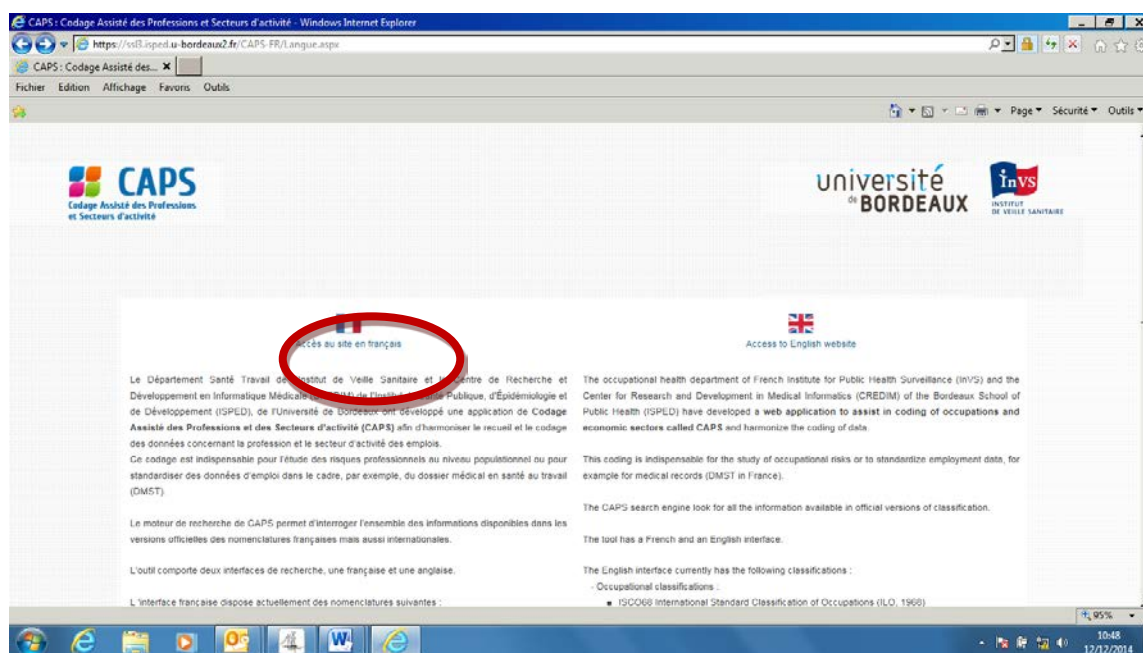 CAPS : Codage Assisté des Professions et Secteurs d'activité - Windows Internet Explorer
https://ssl3.isped.u-bordeaux2.fr/CAPS-FR/Langue.aspx
CAPS : Codage Assisté des...
Fichier Edition Affichage Favoris Outils
Page Sécurité Outils
CAPS
Codage Assisté des Professions
et Secteurs d'activité
université
de BORDEAUX
invs
INSTITUT
DE VEILLE SANITAIRE
Accès au site en français
Le Département Santé Travail de Institut de Veille Sanitaire et de Recherche et
Développement en Informatique Médicale de Publique, d'Épidémiologie et
de Développement (ISPED), de l'Université de Bordeaux ont développé une application de Codage
Assisté des Professions et des Secteurs d'activité (CAPS) afin d'harmoniser le recueil et le codage
des données concernant la profession et le secteur d'activité des emplois.
Ce codage est indispensable pour l'étude des risques professionnels au niveau populationnel ou pour
standardiser des données d'emploi dans le cadre, par exemple, du dossier médical en santé au travail
(DMST).
Le moteur de recherche de CAPS permet d'interroger l'ensemble des informations disponibles dans les
versions officielles des nomenclatures françaises mais aussi internationales.
L'outil comporte deux interfaces de recherche, une française et une anglaise.
L 'interface française dispose actuellement des nomenclatures suivantes :
Access to English website
The occupational health department of French Institute for Public Health Surveillance (InVS) and the
Center for Research and Development in Medical Informatics (CREDIM) of the Bordeaux School of
Public Health (ISPED) have developed a web application to assist in coding of occupations and
economic sectors called CAPS and harmonize the coding of data.
This coding is indispensable for the study of occupational risks or to standardize employment data, for
example for medical records (DMST in France).
The CAPS search engine look for all the information available in official versions of classification.
The tool has a French and an English interface.
The English interface currently has the following classifications :
- Occupational classifications :
ISCO68 International Standard Classification of Occupations (ILO, 1968)
95%
10:48
12/12/2014